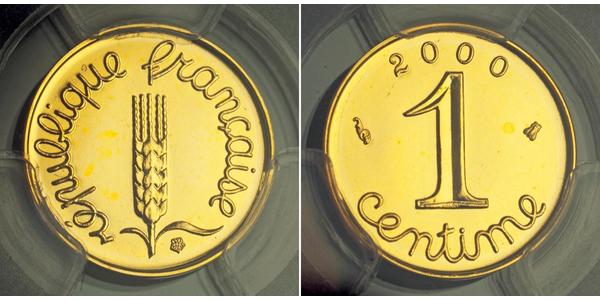 république française
2000
1
centime